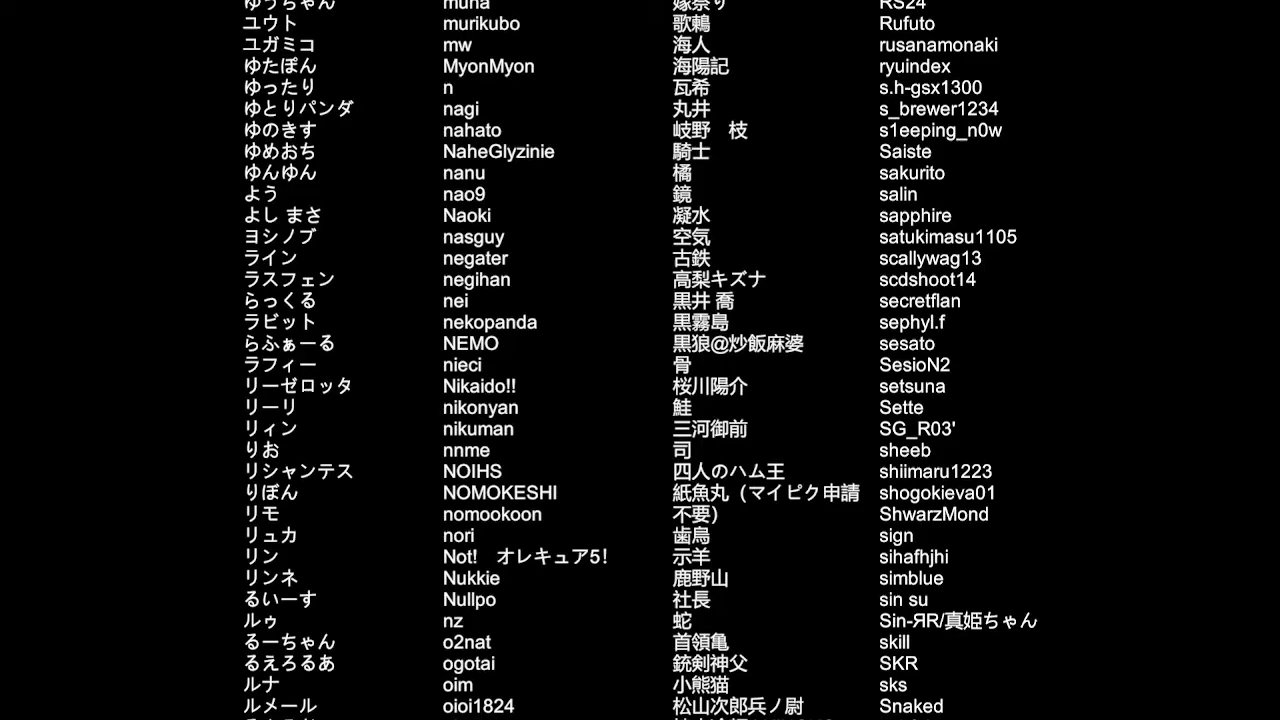 ゆうちゃん
ユウト
ユガミコ
ゆたぽん
ゆったり
ゆとりパンダ
ゆのきす
ゆめおち
ゆんゆん
よう
よし まさ
ヨシノブ
ライン
ラスフェン
らっくる
ラビット
らふぁーる
ラフィー
リーゼロッタ
リーリ
リィン
りお
リシャンテス
りぼん
リモ
リュカ
リン
リンネ
るいーす
ルゥ
るーちゃん
るえろるあ
ルナ
ルメール
muna
murikubo
mw
MyonMyon
n
nagi
nahato
NaheGlyzinie
nanu
nao9
Naoki
nasguy
negater
negihan
nei
nekopanda
NEMO
nieci
Nikaido!!
nikonyan
nikuman
nnme
NOIHS
NOMOKESHI
nomookoon
nori
Not!　オレキュア5!
Nukkie
Nullpo
nz
o2nat
ogotai
oim
oioi1824
嫁祭り
歌鶫
海人
海陽記
瓦希
丸井
岐野　枝
騎士
橘
鏡
凝水
空気
古鉄
高梨キズナ
黒井 喬
黒霧島
黒狼@炒飯麻婆
骨
桜川陽介
鮭
三河御前
司
四人のハム王
紙魚丸（マイピク申請
不要）
歯鳥
示羊
鹿野山
社長
蛇
首領亀
銃剣神父
小熊猫
松山次郎兵ノ尉
RS24
Rufuto
rusanamonaki
ryuindex
s.h-gsx1300
s_brewer1234
s1eeping_n0w
Saiste
sakurito
salin
sapphire
satukimasu1105
scallywag13
scdshoot14
secretflan
sephyl.f
sesato
SesioN2
setsuna
Sette
SG_R03'
sheeb
shiimaru1223
shogokieva01
ShwarzMond
sign
sihafhjhi
simblue
sin su
Sin-ЯR/真姫ちゃん
skill
SKR
sks
Snaked